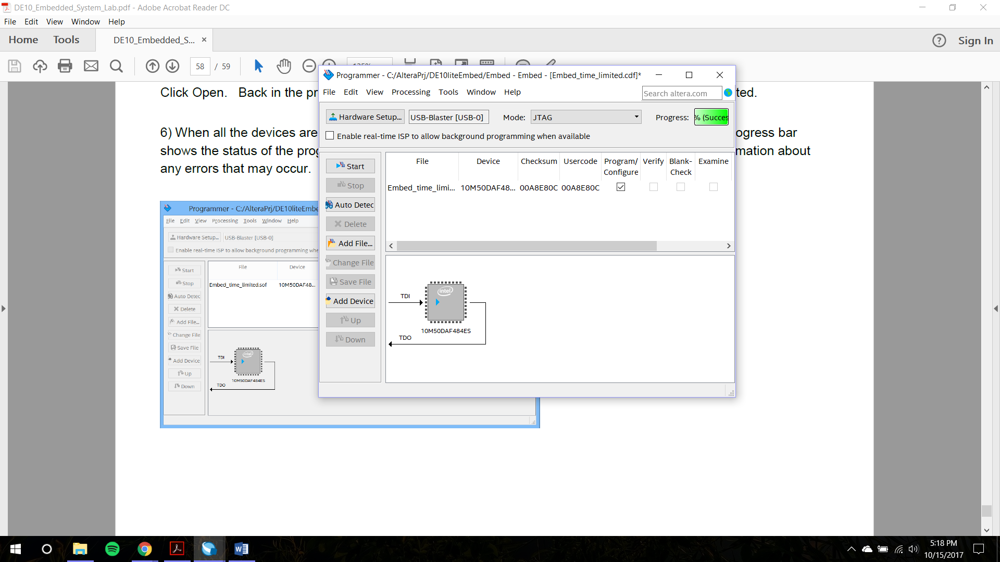 DE10_Embedded_System_Lab.pdf - Adobe Acrobat Reader DC
File Edit View Window Help
Home Tools DE10_Embedded_S... × ? Sign In
58 / 59
Click Open. Back in the pr
ted.
6) When all the devices are
ogress bar
shows the status of the prog
mation about
any errors that may occur.
Programmer - C:/AlteraPrj/DE10liteEmbe
File Edit View Processing Tools Window Help
Hardware Setup... USB-Blaster [USB-0]
Enable real-time ISP to allow background programming whe
Start
Stop
Auto Detec
Delete
Add File...
Change File
Save File
Add Device
Up
Down
File Device
Embed_time_limited.sof 10M50DAF48...
TDI
intel
10M50DAF484ES
TDO
Programmer - C:/AlteraPrj/DE10liteEmbed/Embed - Embed - [Embed_time_limited.cdf]*
File Edit View Processing Tools Window Help
Search altera.com
Hardware Setup... USB-Blaster [USB-0] Mode: JTAG Progress: % (Succes
Enable real-time ISP to allow background programming when available
Start
Stop
Auto Detec
Delete
Add File...
Change File
Save File
Add Device
Up
Down
File Device Checksum Usercode Program/ Verify Blank- Examine
Configure Check
Embed_time_limi... 10M50DAF48... 00A8E80C 00A8E80C
TDI
intel
10M50DAF484ES
TDO
5:18 PM
10/15/2017